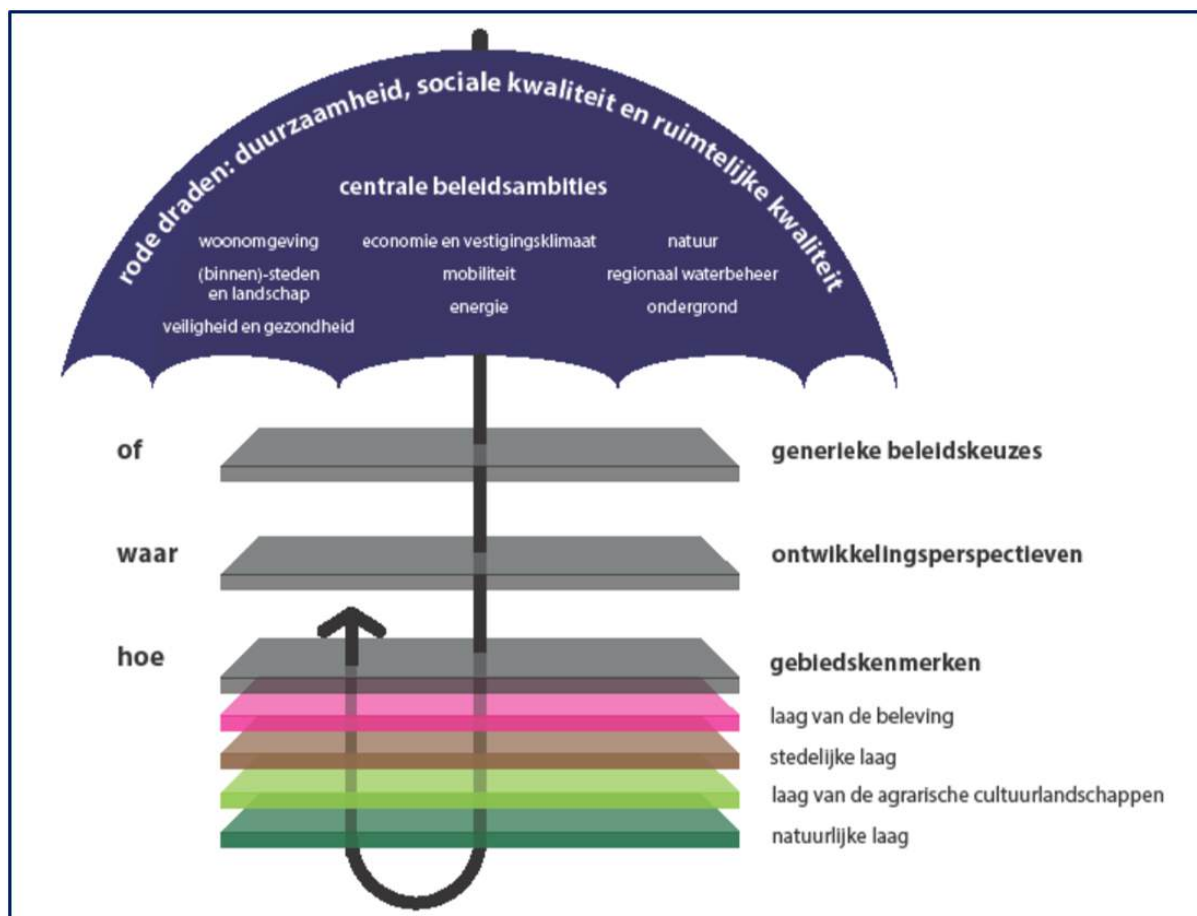 rode draden: duurzaamheid, sociale kwaliteit en ruimtelijke kwaliteit
centrale beleidsambities
woonomgeving
(binnen)-steden
en landschap
veiligheid en gezondheid
economie en vestigingsklimaat
mobiliteit
energie
natuur
regionaal waterbeheer
ondergrond
of
generieke beleidskeuzes
waar
ontwikkelingsperspectieven
hoe
gebiedskenmerken
laag van de beleving
stedelijke laag
laag van de agrarische cultuurlandschappen
natuurlijke laag